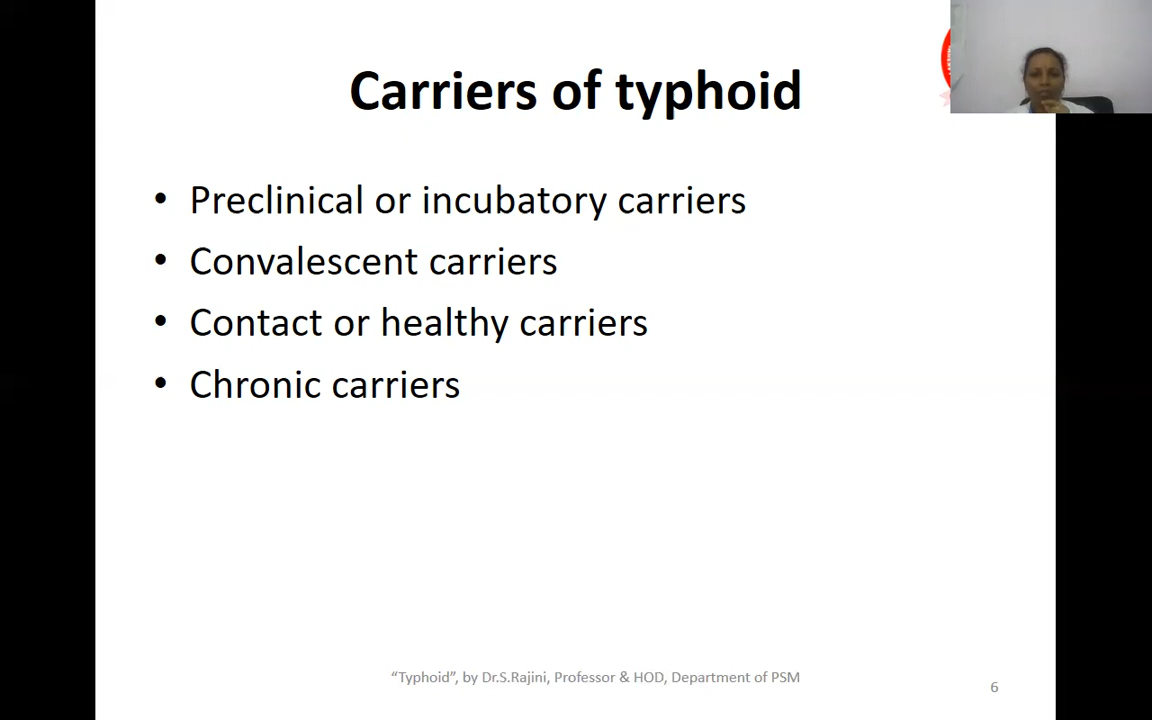 Carriers of typhoid
• Preclinical or incubatory carriers
• Convalescent carriers
• Contact or healthy carriers
• Chronic carriers
“Typhoid”, by Dr.S.Rajini, Professor & HOD, Department of PSM
6